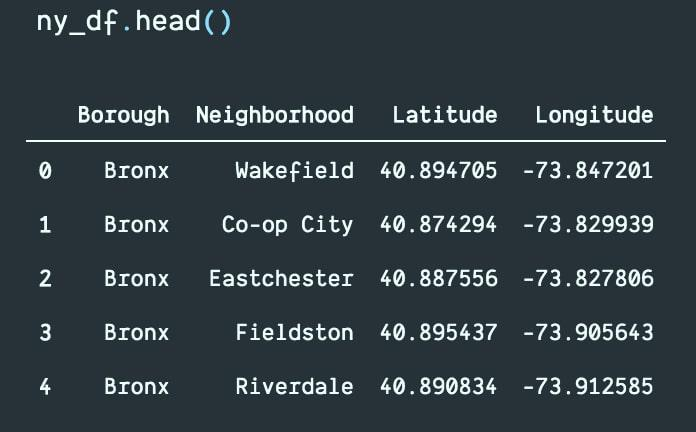 ny_df.head()
Borough Neighborhood Latitude Longitude
0 Bronx Wakefield 40.894705 -73.847201
1 Bronx Co-op City 40.874294 -73.829939
2 Bronx Eastchester 40.887556 -73.827806
3 Bronx Fieldston 40.895437 -73.905643
4 Bronx Riverdale 40.890834 -73.912585